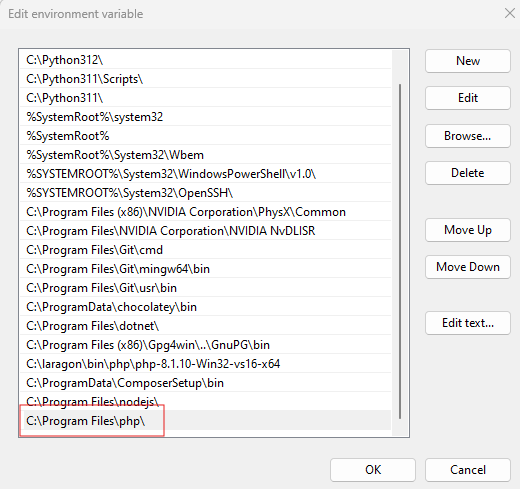 Edit environment variable
C:\Python312\
C:\Python311\Scripts\
C:\Python311\
%SystemRoot%\system32
%SystemRoot%
%SystemRoot%\System32\Wbem
%SYSTEMROOT%\System32\WindowsPowerShell\v1.0\
%SYSTEMROOT%\System32\OpenSSH\
C:\Program Files (x86)\NVIDIA Corporation\PhysX\Common
C:\Program Files\NVIDIA Corporation\NVIDIA NvDLISR
C:\Program Files\Git\cmd
C:\Program Files\Git\mingw64\bin
C:\Program Files\Git\usr\bin
C:\ProgramData\chocolatey\bin
C:\Program Files\dotnet\
C:\Program Files (x86)\Gpg4win\..\GnuPG\bin
C:\laragon\bin\php\php-8.1.10-Win32-vs16-x64
C:\ProgramData\ComposerSetup\bin
C:\Program Files\nodejs\
C:\Program Files\php\
New
Edit
Browse...
Delete
Move Up
Move Down
Edit text...
OK
Cancel